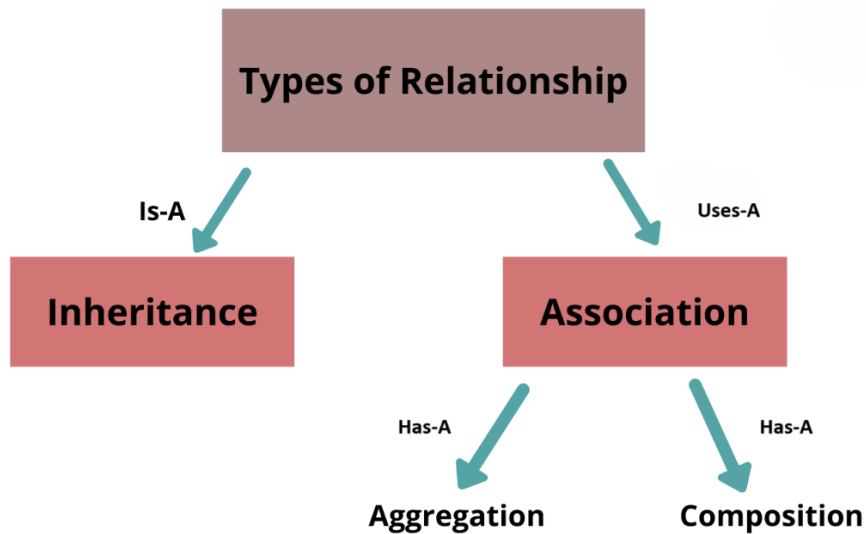 Types of Relationship
Is-A
Uses-A
Inheritance
Association
Has-A
Has-A
Aggregation
Composition